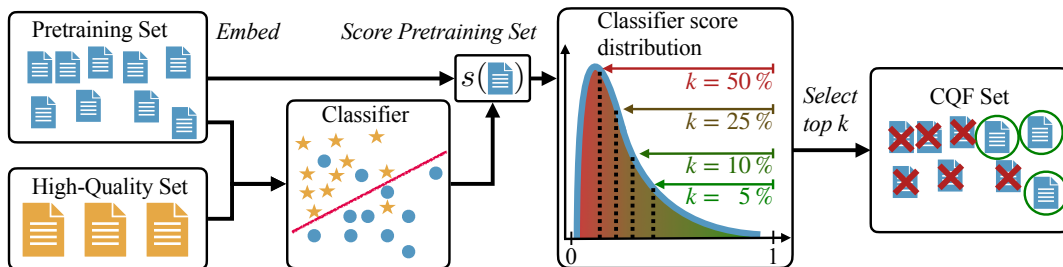 Pretraining Set
Embed
Score Pretraining Set
s( )
High-Quality Set
Classifier
Classifier score
distribution
k = 50 %
k = 25 %
k = 10 %
k = 5 %
0
1
Select
top k
CQF Set